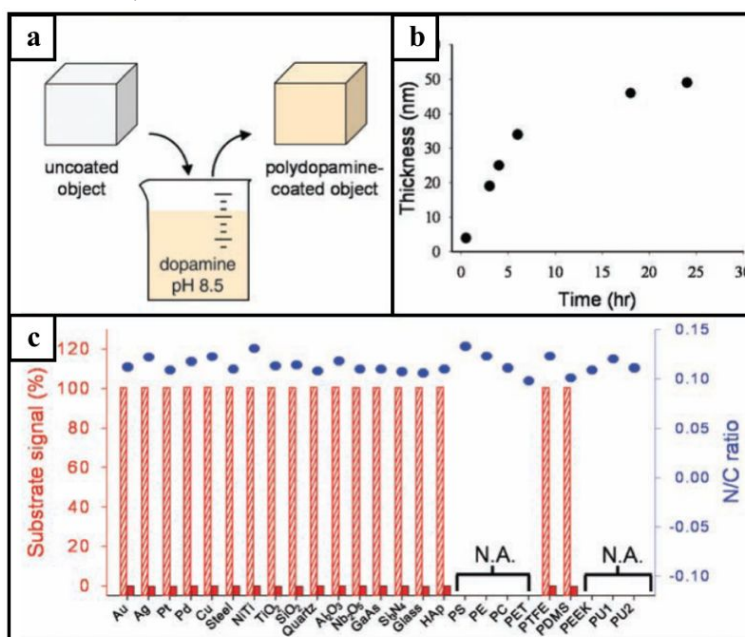 a
uncoated
object
polydopamine-
coated object
dopamine
pH 8.5
b
Thickness (nm)
50
40
30
20
10
0
0 5 10 15 20 25 30
Time (hr)
c
Substrate signal (%)
120
100
80
60
40
20
0
N.A.
N.A.
0.15
0.10
0.05
0.00
-0.05
-0.10
N/C ratio
Au Ag Pt Pd Cu Steel NiTi TiO₂ SiO₂ Quartz Al₂O₃ Nb₂O₅ GaAs Si₃N₄ Glass HAp PS PE PC PET PTFE PDMS PEEK PU1 PU2